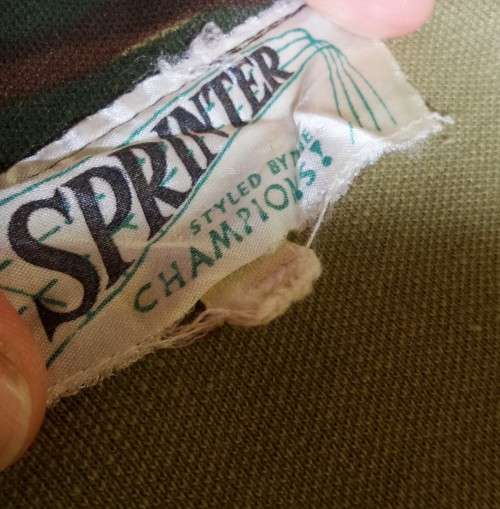 SPRINTER
STYLED BY THE
CHAMPIONS!